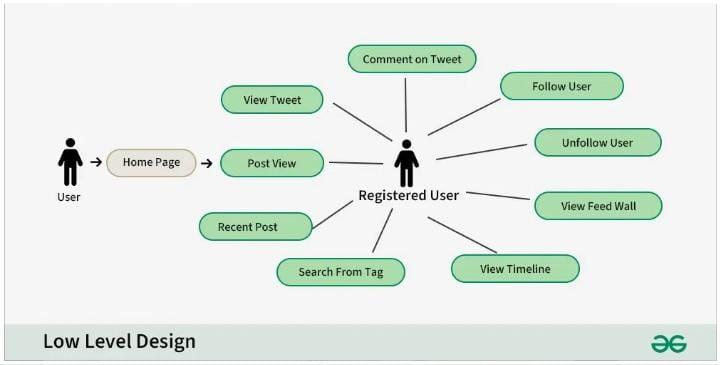 Comment on Tweet
View Tweet
Follow User
Unfollow User
Home Page
Post View
User
Registered User
View Feed Wall
Recent Post
Search From Tag
View Timeline
Low Level Design